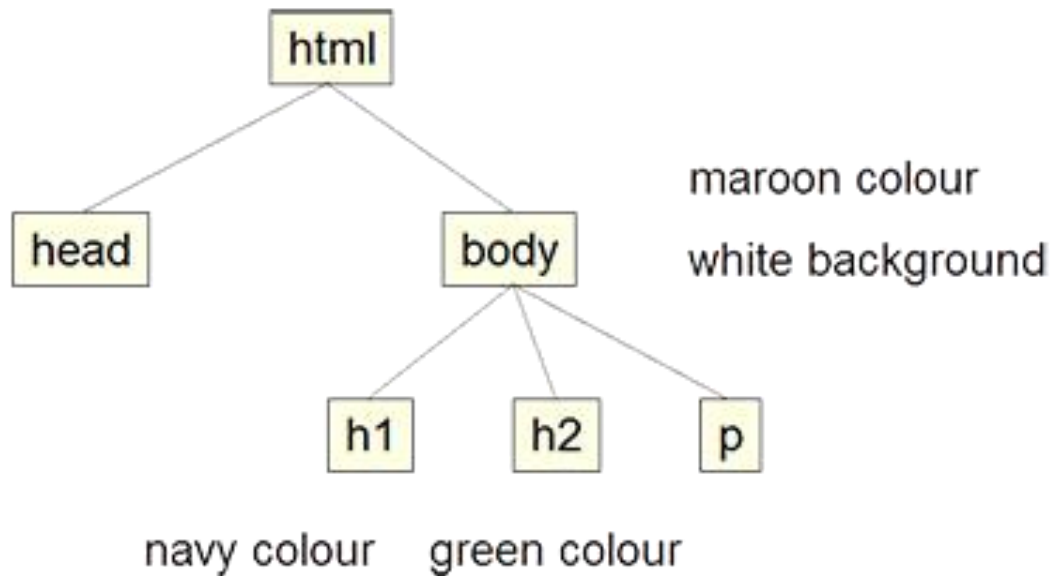 html
maroon colour
head
body
white background
h1
h2
p
navy colour
green colour